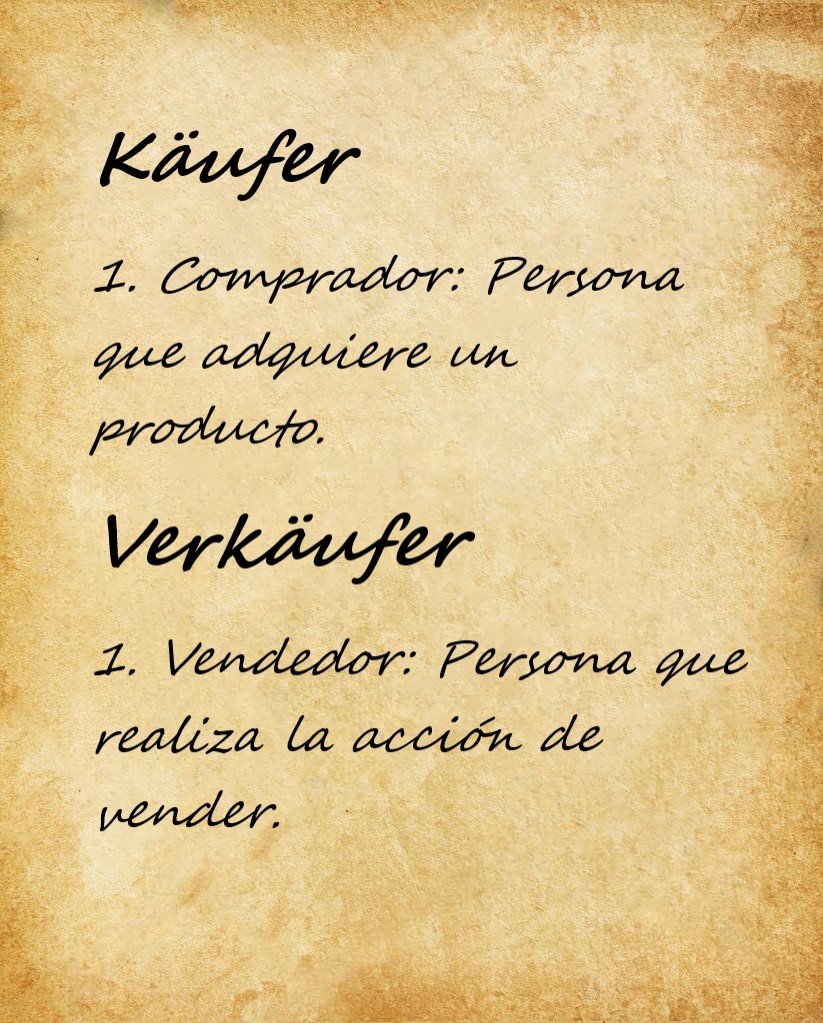 Käufer
1. Comprador: Persona
que adquiere un
producto.
Verkäufer
1. Vendedor: Persona que
realiza la acción de
vender.